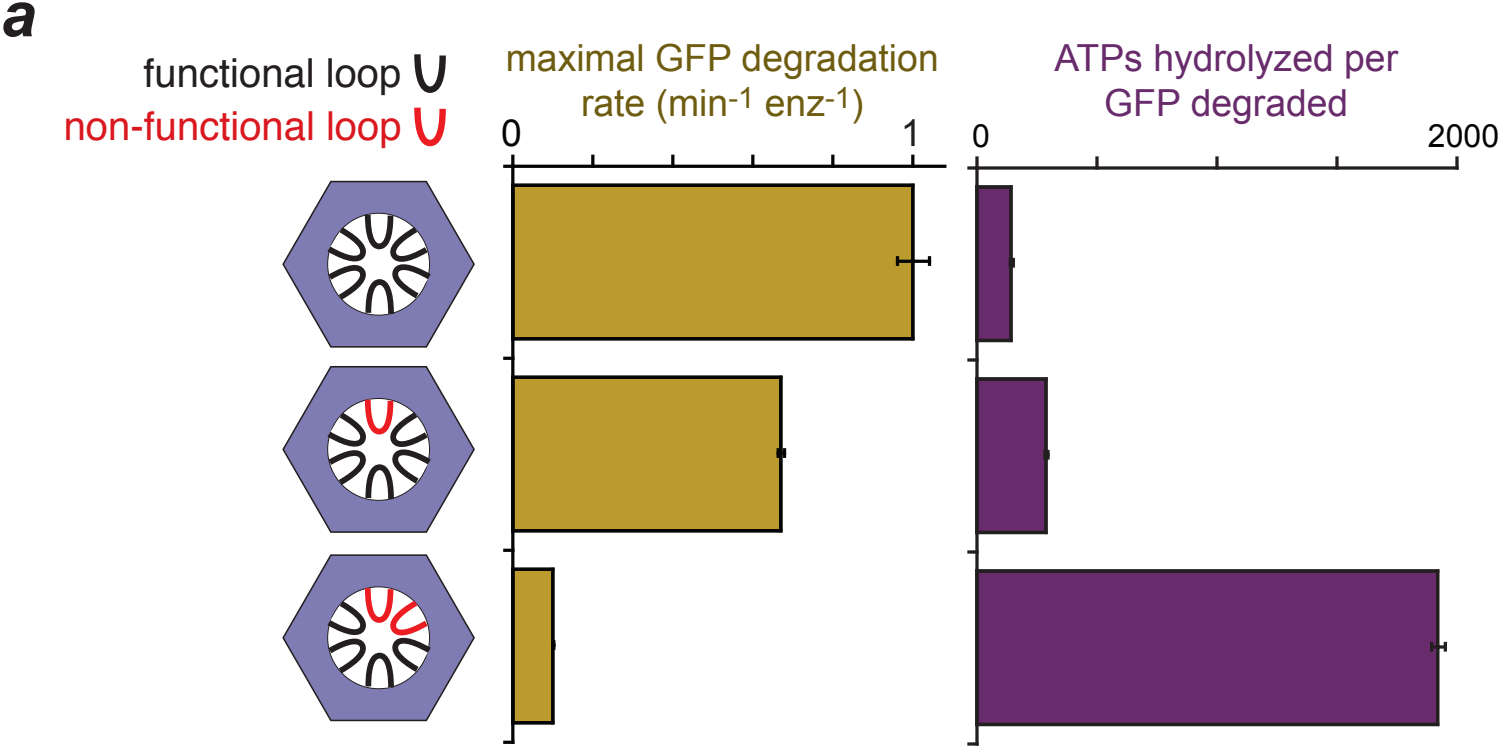 a
functional loop
non-functional loop
maximal GFP degradation
rate (min-1 enz-1)
0 1
ATPs hydrolyzed per
GFP degraded
0 2000